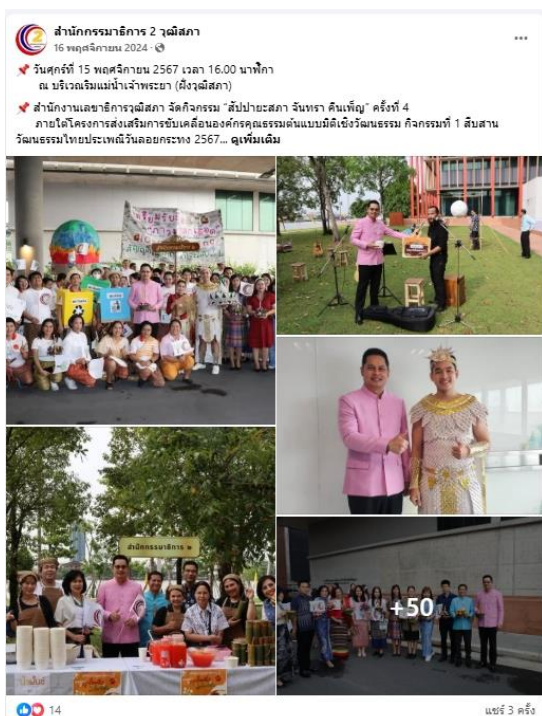 สำนักกรรมาธิการ 2 วุฒิสภา
16 พฤศจิกายน 2024
📌 วันศุกร์ที่ 15 พฤศจิกายน 2567 เวลา 16.00 นาฬิกา
ณ บริเวณริมแม่น้ำเจ้าพระยา (ฝั่งวุฒิสภา)
📌 สำนักงานเลขาธิการวุฒิสภา จัดกิจกรรม "สัปปายะสภา จันทรา คืนเพ็ญ" ครั้งที่ 4
ภายใต้โครงการส่งเสริมการขับเคลื่อนองค์กรคุณธรรมต้นแบบมิติเชิงวัฒนธรรม กิจกรรมที่ 1 สืบสาน
วัฒนธรรมไทยประเพณีวันลอยกระทง 2567... ดูเพิ่มเติม
สำนักกรรมาธิการ ๒
+50
14
แชร์ 3 ครั้ง